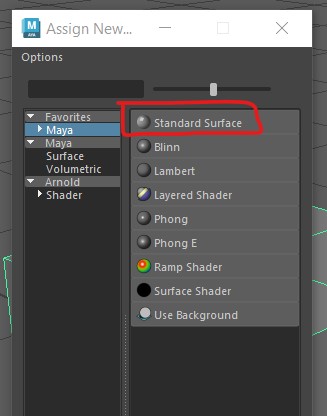 M
Assign New...
Options
Favorites
Maya
Maya
Surface
Volumetric
Arnold
Shader
Standard Surface
Blinn
Lambert
Layered Shader
Phong
Phong E
Ramp Shader
Surface Shader
Use Background